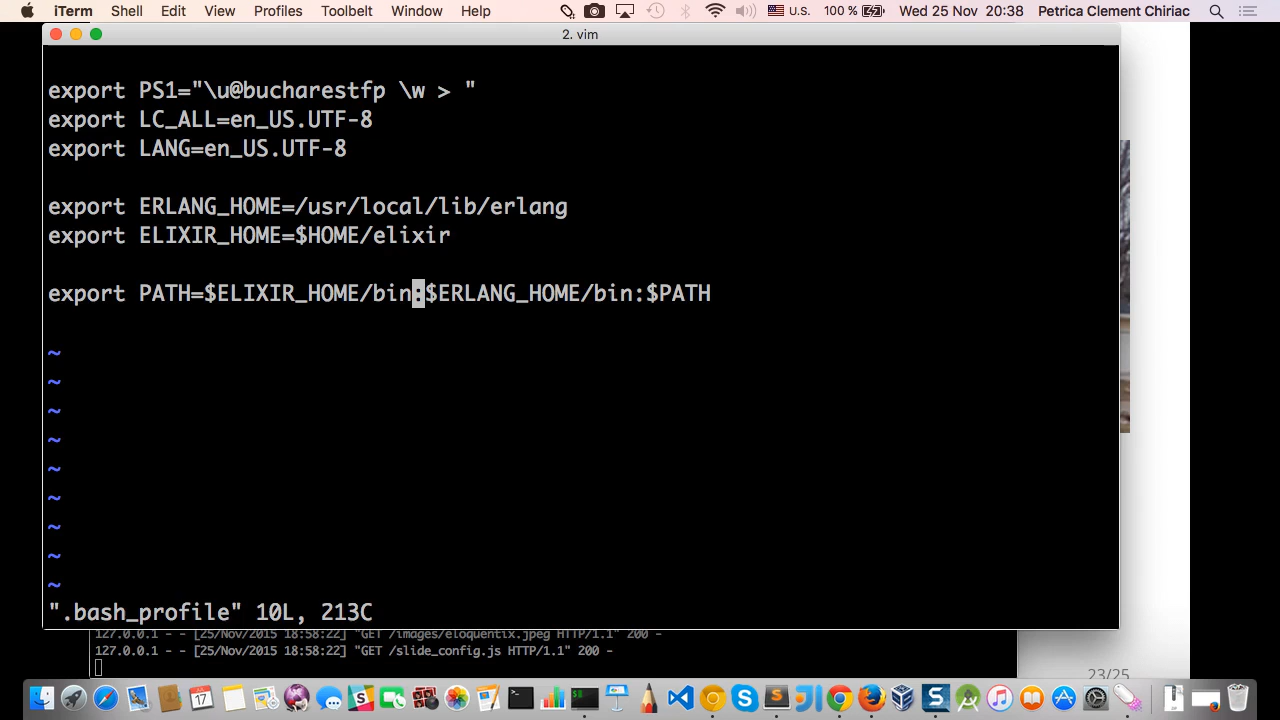 iTerm Shell Edit View Profiles Toolbelt Window Help U.S. 100 % Wed 25 Nov 20:38 Petrica Clement Chiriac
2. vim
export PS1="\u@bucharestfp \w > "
export LC_ALL=en_US.UTF-8
export LANG=en_US.UTF-8
export ERLANG_HOME=/usr/local/lib/erlang
export ELIXIR_HOME=$HOME/elixir
export PATH=$ELIXIR_HOME/bin:$ERLANG_HOME/bin:$PATH
~
~
~
~
~
~
~
~
~
".bash_profile" 10L, 213C
127.0.0.1 - - [25/Nov/2015 18:58:22] "GET /images/eloquentix.jpeg HTTP/1.1" 200 -
127.0.0.1 - - [25/Nov/2015 18:58:22] "GET /slide_config.js HTTP/1.1" 200 -
23/25
17